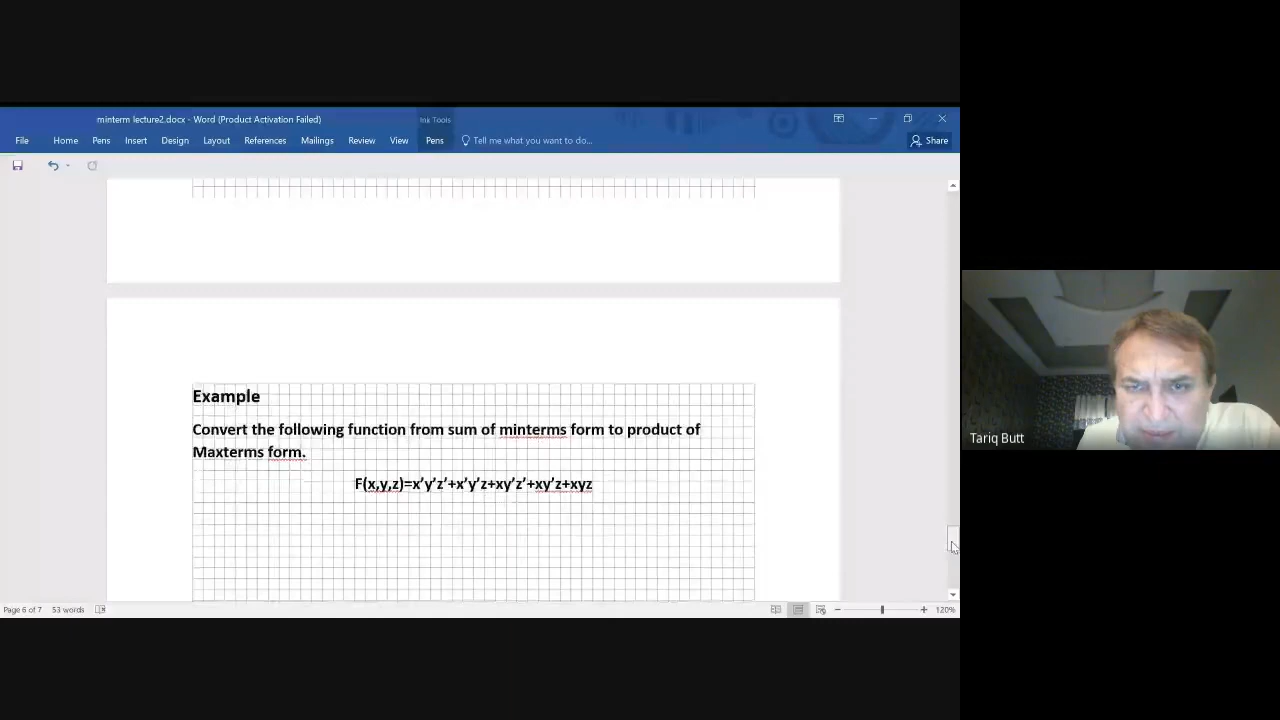 minterm lecture2.docx - Word (Product Activation Failed)
Ink Tools
File Home Pens Insert Design Layout References Mailings Review View Pens Tell me what you want to do... Share
Example
Convert the following function from sum of minterms form to product of
Maxterms form.
F(x,y,z)=x’y’z’+x’y’z+xy’z’+xy’z+xyz
Tariq Butt
Page 6 of 7 53 words 120%